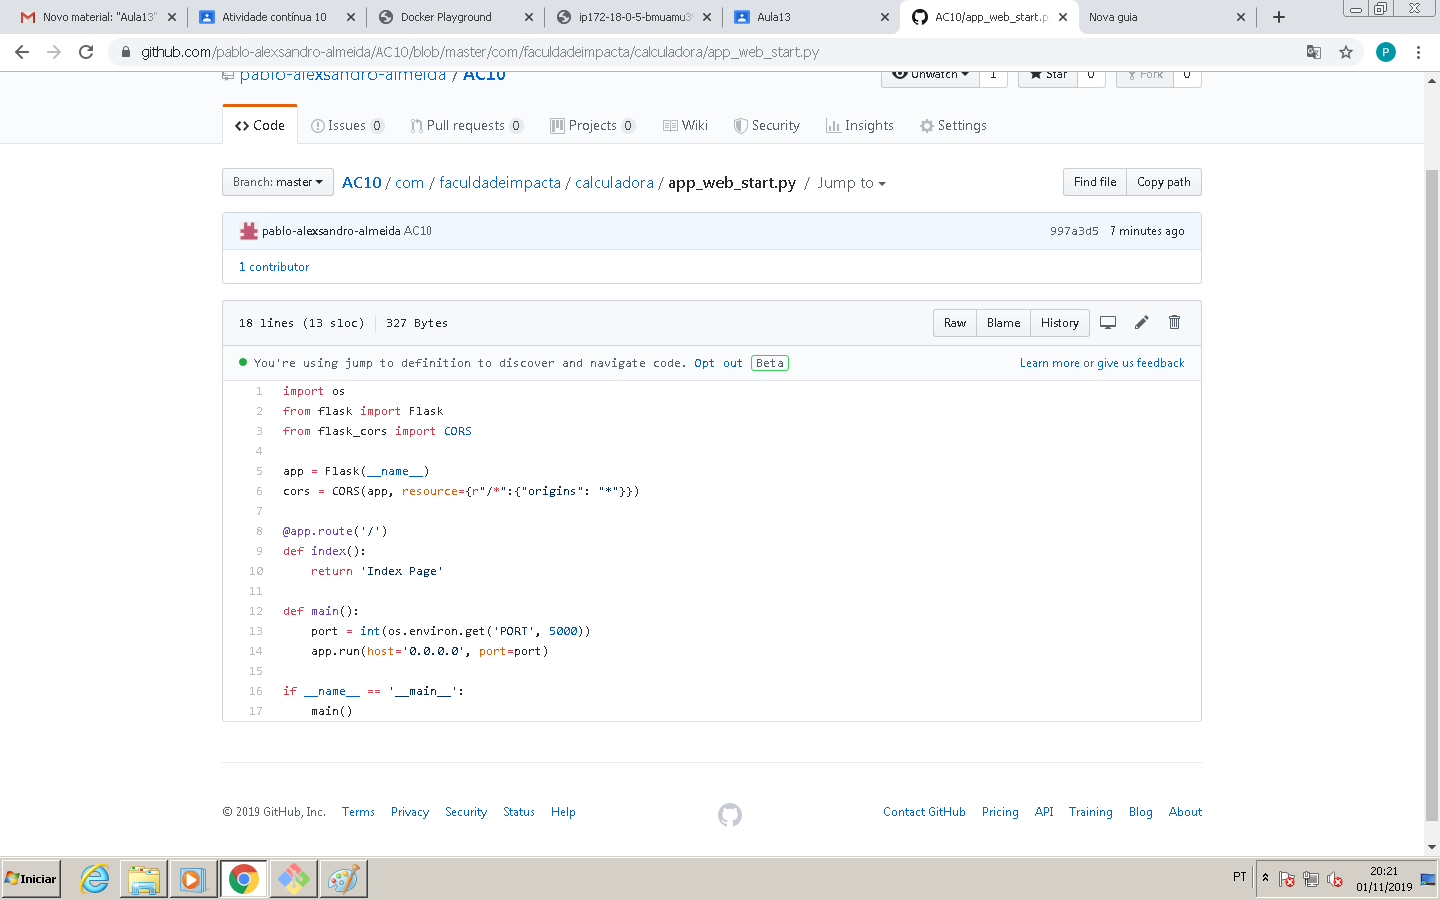 Novo material: "Aula13"
Atividade contínua 10
Docker Playground
ip172-18-0-5-bmuamu3
Aula13
AC10/app_web_start.p
Nova guia
github.com/pablo-alexsandro-almeida/AC10/blob/master/com/faculdadeimpacta/calculadora/app_web_start.py
P
pablo-alexsandro-almeida / AC10
Unwatch 1 Star 0 Fork 0
Code Issues 0 Pull requests 0 Projects 0 Wiki Security Insights Settings
Branch: master AC10 / com / faculdadeimpacta / calculadora / app_web_start.py / Jump to Find file Copy path
pablo-alexsandro-almeida AC10 997a3d5 7 minutes ago
1 contributor
18 lines (13 sloc) 327 Bytes Raw Blame History
You're using jump to definition to discover and navigate code. Opt out Beta Learn more or give us feedback
1 import os
2 from flask import Flask
3 from flask_cors import CORS
4
5 app = Flask(__name__)
6 cors = CORS(app, resource={r"/*":{"origins": "*"}})
7
8 @app.route('/')
9 def index():
10     return 'Index Page'
11
12 def main():
13     port = int(os.environ.get('PORT', 5000))
14     app.run(host='0.0.0.0', port=port)
15
16 if __name__ == '__main__':
17     main()
© 2019 GitHub, Inc. Terms Privacy Security Status Help Contact GitHub Pricing API Training Blog About
Iniciar
PT
20:21
01/11/2019